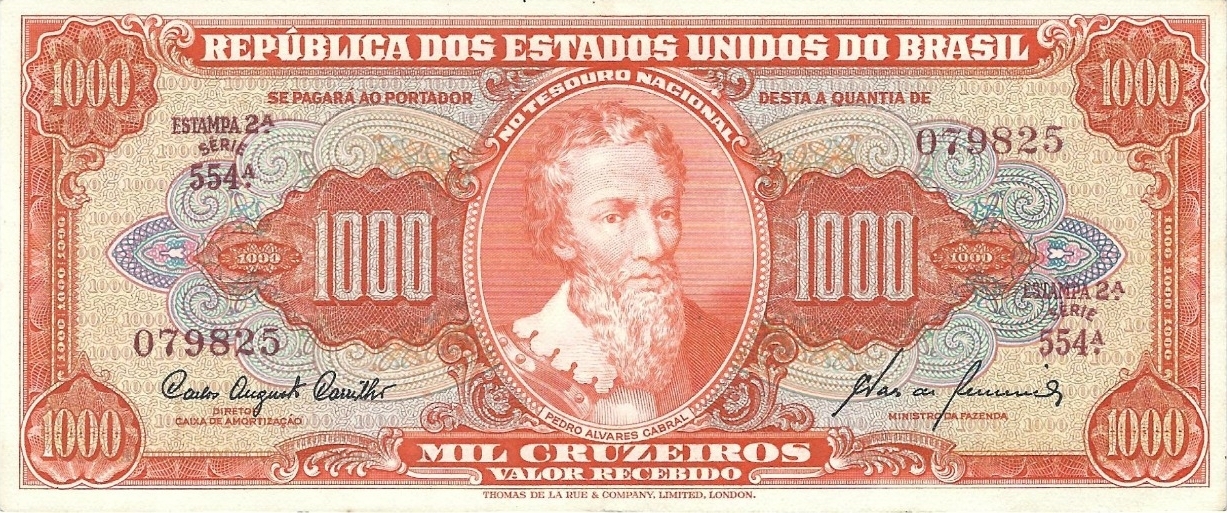 REPÚBLICA DOS ESTADOS UNIDOS DO BRASIL
1000
1000
SE PAGARÁ AO PORTADOR
NO TESOURO NACIONAL
DESTA A QUANTIA DE
ESTAMPA 2ª
SÉRIE
554ª
079825
1000
1000
1000
1000
ESTAMPA 2ª
SÉRIE
554ª
079825
Carlos Augusto Carrilho
DIRETOR
CAIXA DE AMORTIZAÇÃO
MINISTRO DA FAZENDA
PEDRO ALVARES CABRAL
1000
1000
MIL CRUZEIROS
VALOR RECEBIDO
THOMAS DE LA RUE & COMPANY, LIMITED, LONDON.